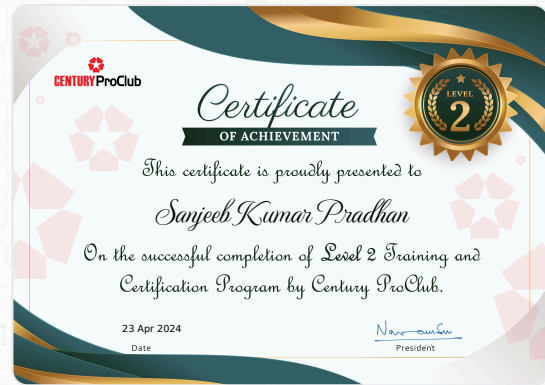 CENTURY ProClub
LEVEL
2
Certificate
OF ACHIEVEMENT
This certificate is proudly presented to
Sanjeeb Kumar Pradhan
On the successful completion of Level 2 Training and
Certification Program by Century ProClub.
23 Apr 2024
Date
President